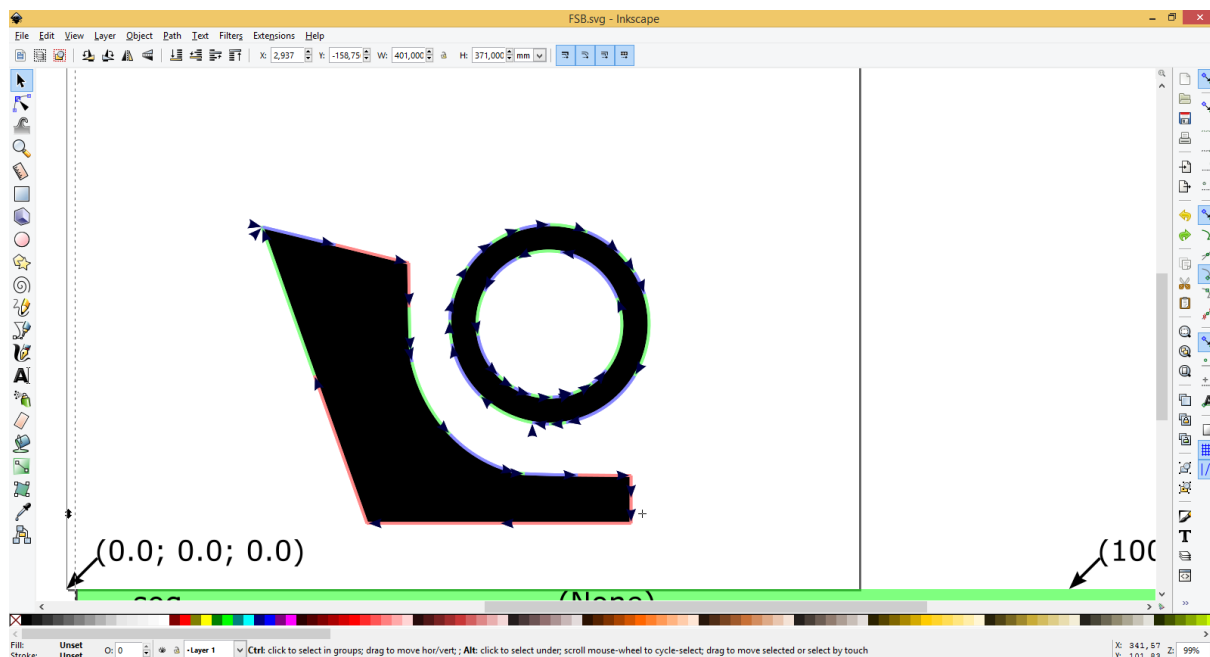 FSB.svg - Inkscape
File Edit View Layer Object Path Text Filters Extensions Help
X: 2,937 Y: -158,75 W: 401,000 H: 371,000 mm
(0.0; 0.0; 0.0)
(100
(None)
Fill: Unset O: 0 -Layer 1 Ctrl: click to select in groups; drag to move hor/vert; ; Alt: click to select under; scroll mouse-wheel to cycle-select; drag to move selected or select by touch X: 341,57 Z: 99%
Stroke: Unset Y: 101,83